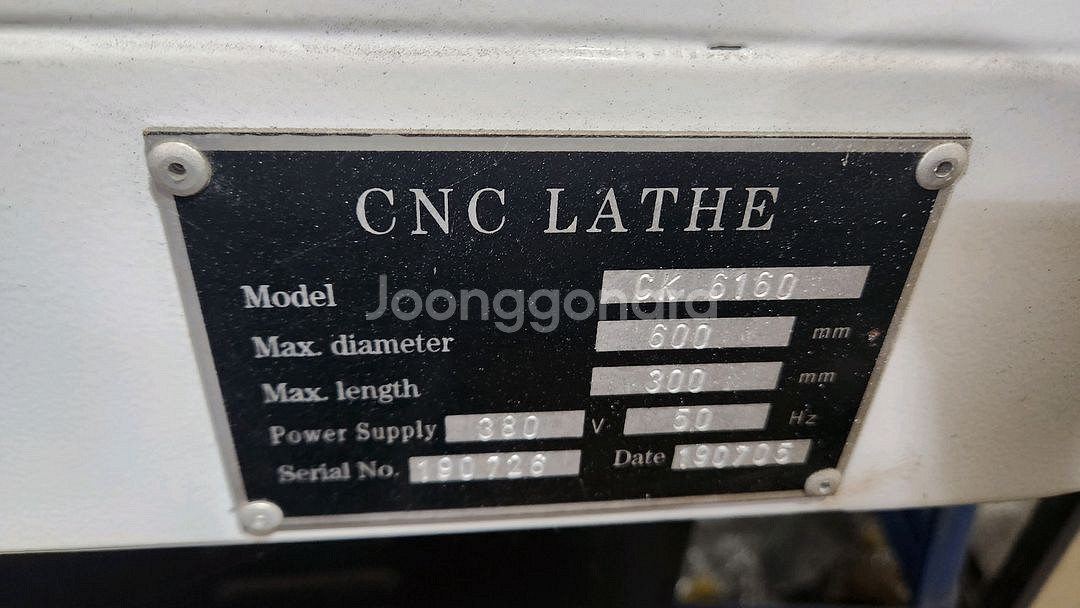 CNC LATHE
Model CK 6160
Joonggonara
Max. diameter 600 mm
Max. length 300 mm
Power Supply 380 V 50 Hz
Serial No. 190726 Date 190705